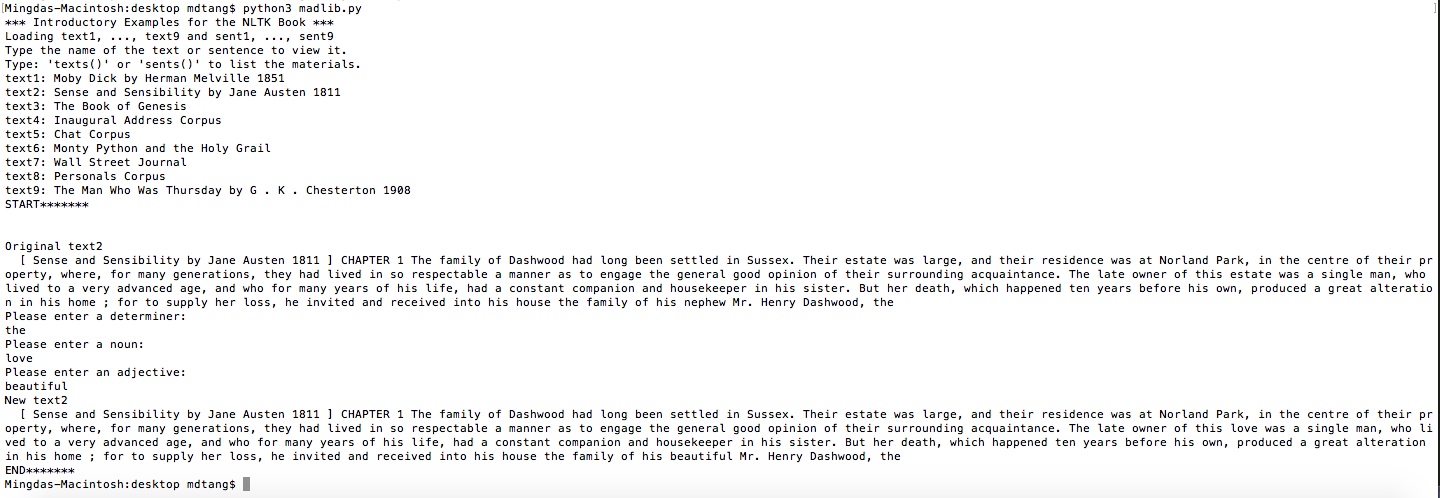 [Mingdas-Macintosh:desktop mdtang$ python3 madlib.py ]
*** Introductory Examples for the NLTK Book ***
Loading text1, ..., text9 and sent1, ..., sent9
Type the name of the text or sentence to view it.
Type: 'texts()' or 'sents()' to list the materials.
text1: Moby Dick by Herman Melville 1851
text2: Sense and Sensibility by Jane Austen 1811
text3: The Book of Genesis
text4: Inaugural Address Corpus
text5: Chat Corpus
text6: Monty Python and the Holy Grail
text7: Wall Street Journal
text8: Personals Corpus
text9: The Man Who Was Thursday by G . K . Chesterton 1908
START*******
Original text2
[ Sense and Sensibility by Jane Austen 1811 ] CHAPTER 1 The family of Dashwood had long been settled in Sussex. Their estate was large, and their residence was at Norland Park, in the centre of their pr
operty, where, for many generations, they had lived in so respectable a manner as to engage the general good opinion of their surrounding acquaintance. The late owner of this estate was a single man, who
lived to a very advanced age, and who for many years of his life, had a constant companion and housekeeper in his sister. But her death, which happened ten years before his own, produced a great alteratio
n in his home ; for to supply her loss, he invited and received into his house the family of his nephew Mr. Henry Dashwood, the
Please enter a determiner:
the
Please enter a noun:
love
Please enter an adjective:
beautiful
New text2
[ Sense and Sensibility by Jane Austen 1811 ] CHAPTER 1 The family of Dashwood had long been settled in Sussex. Their estate was large, and their residence was at Norland Park, in the centre of their pr
operty, where, for many generations, they had lived in so respectable a manner as to engage the general good opinion of their surrounding acquaintance. The late owner of this love was a single man, who li
ved to a very advanced age, and who for many years of his life, had a constant companion and housekeeper in his sister. But her death, which happened ten years before his own, produced a great alteration
in his home ; for to supply her loss, he invited and received into his house the family of his beautiful Mr. Henry Dashwood, the
END*******
Mingdas-Macintosh:desktop mdtang$